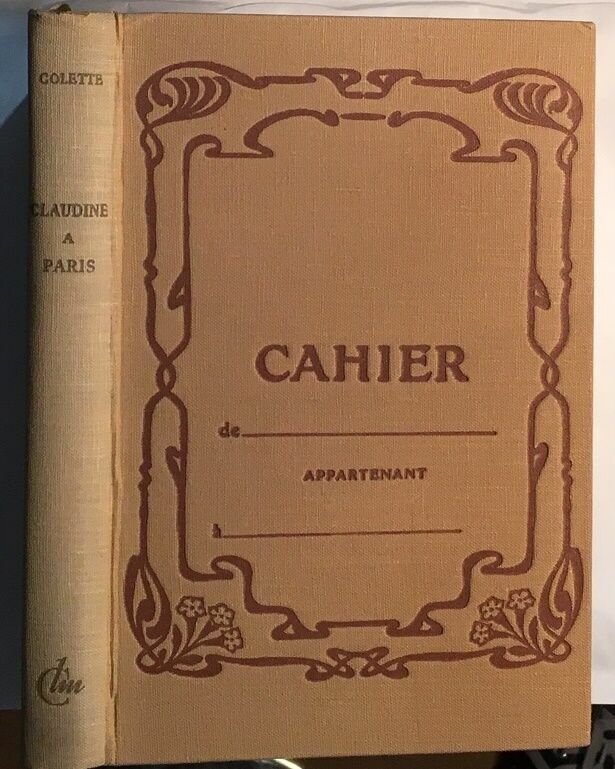 COLETTE
CLAUDINE
A
PARIS
CAHIER
de
APPARTENANT
à